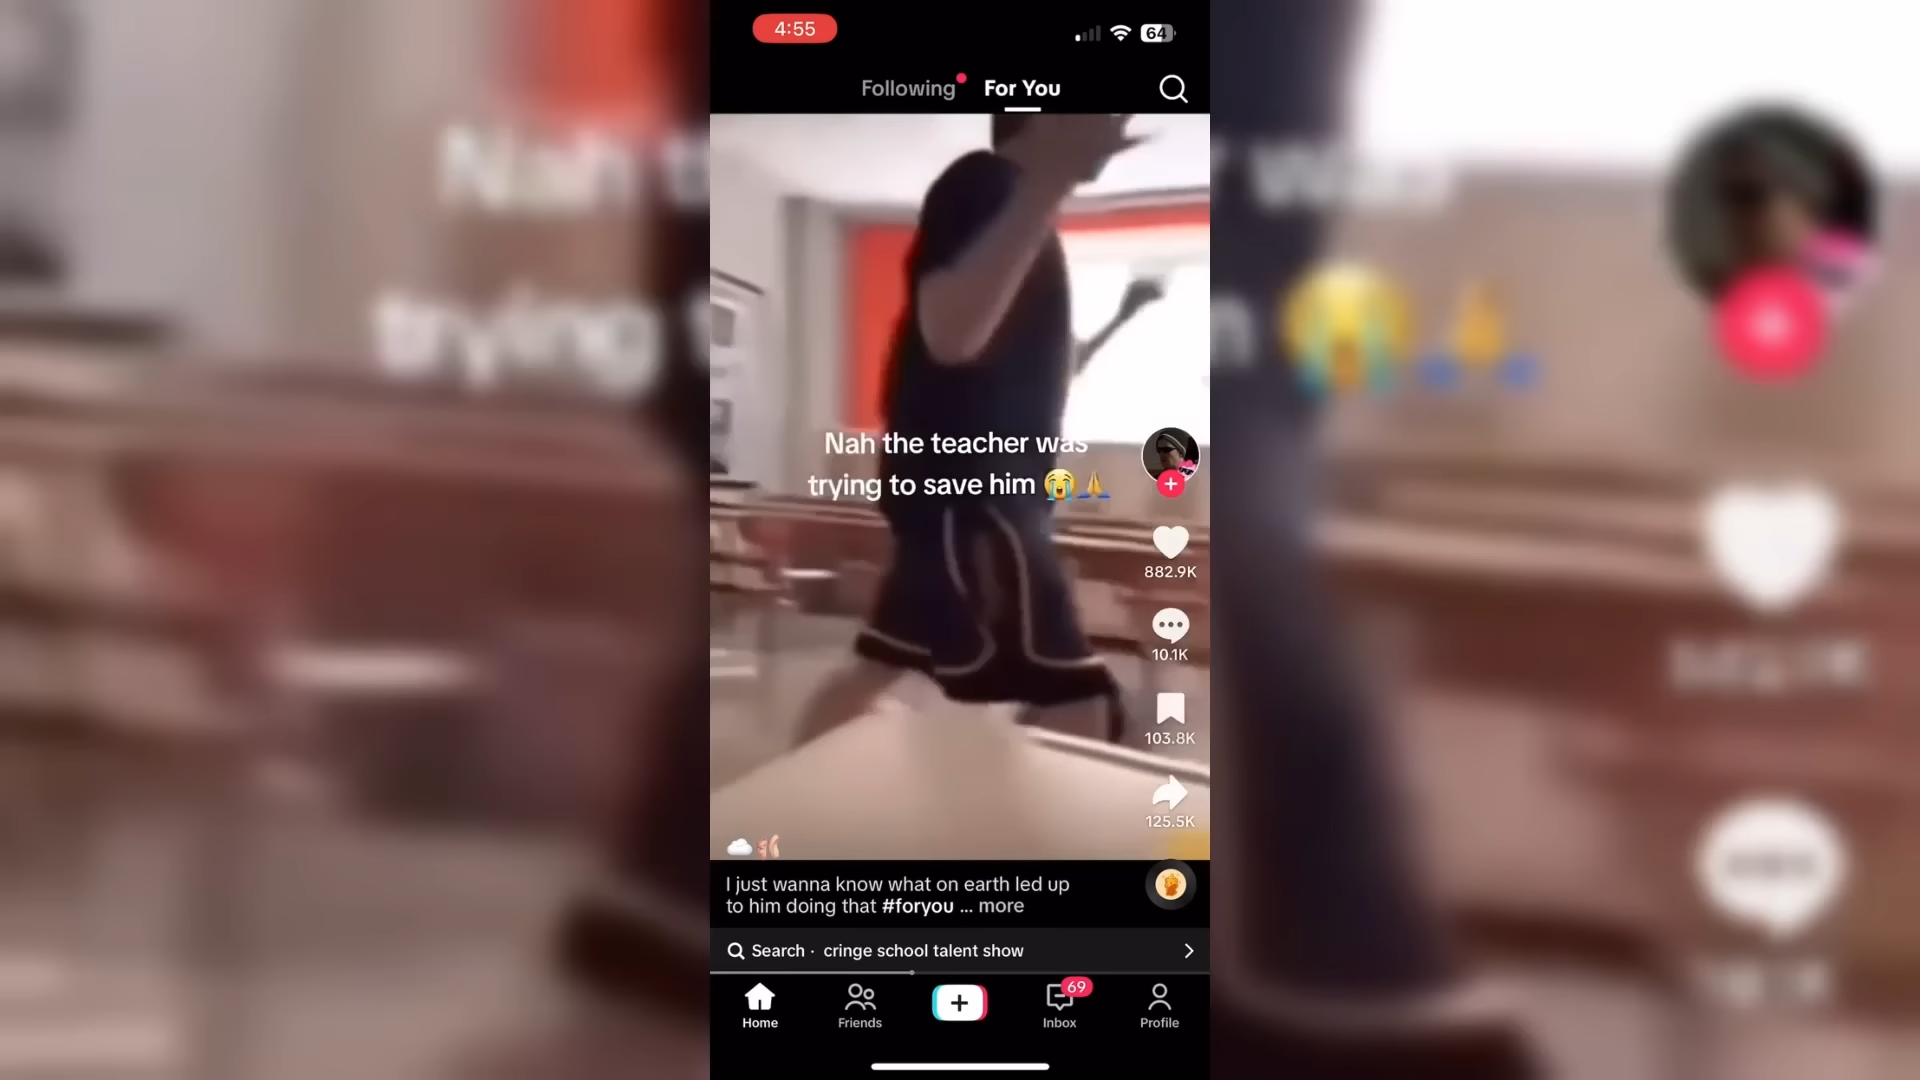 4:55
64
Following
For You
Nah the teacher was
trying to save him 😭🙏
882.9K
10.1K
103.8K
125.5K
I just wanna know what on earth led up
to him doing that #foryou ... more
Search · cringe school talent show
69
Home
Friends
Inbox
Profile